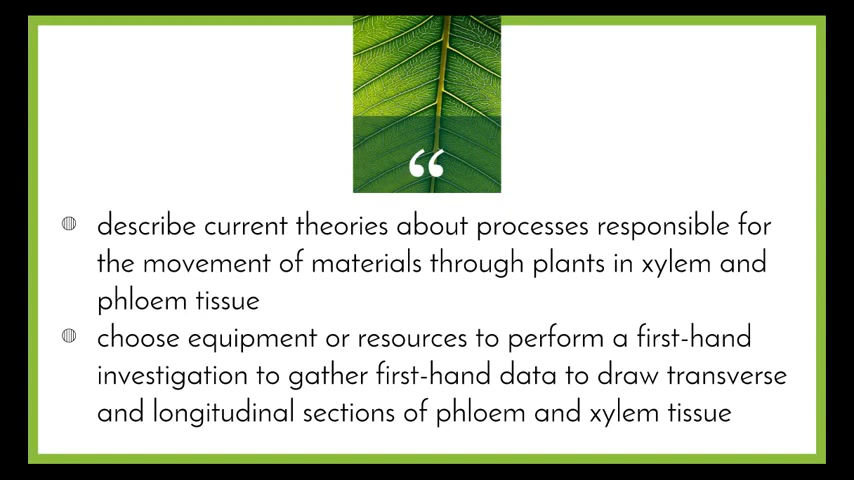 “
describe current theories about processes responsible for
the movement of materials through plants in xylem and
phloem tissue
choose equipment or resources to perform a first-hand
investigation to gather first-hand data to draw transverse
and longitudinal sections of phloem and xylem tissue